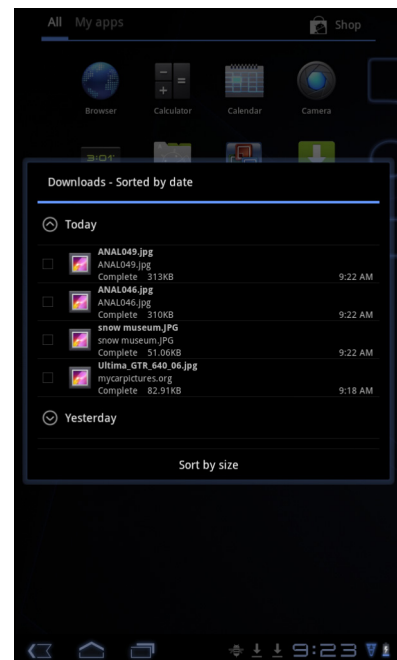 All My apps Shop
Browser Calculator Calendar Camera
3:01
Downloads - Sorted by date
Today
ANAL049.jpg
ANAL049.jpg
Complete 313KB 9:22 AM
ANAL046.jpg
ANAL046.jpg
Complete 310KB 9:22 AM
snow museum.JPG
snow museum.JPG
Complete 51.06KB 9:22 AM
Ultima_GTR_640_06.jpg
mycarpictures.org
Complete 82.91KB 9:18 AM
Yesterday
Sort by size
9:23